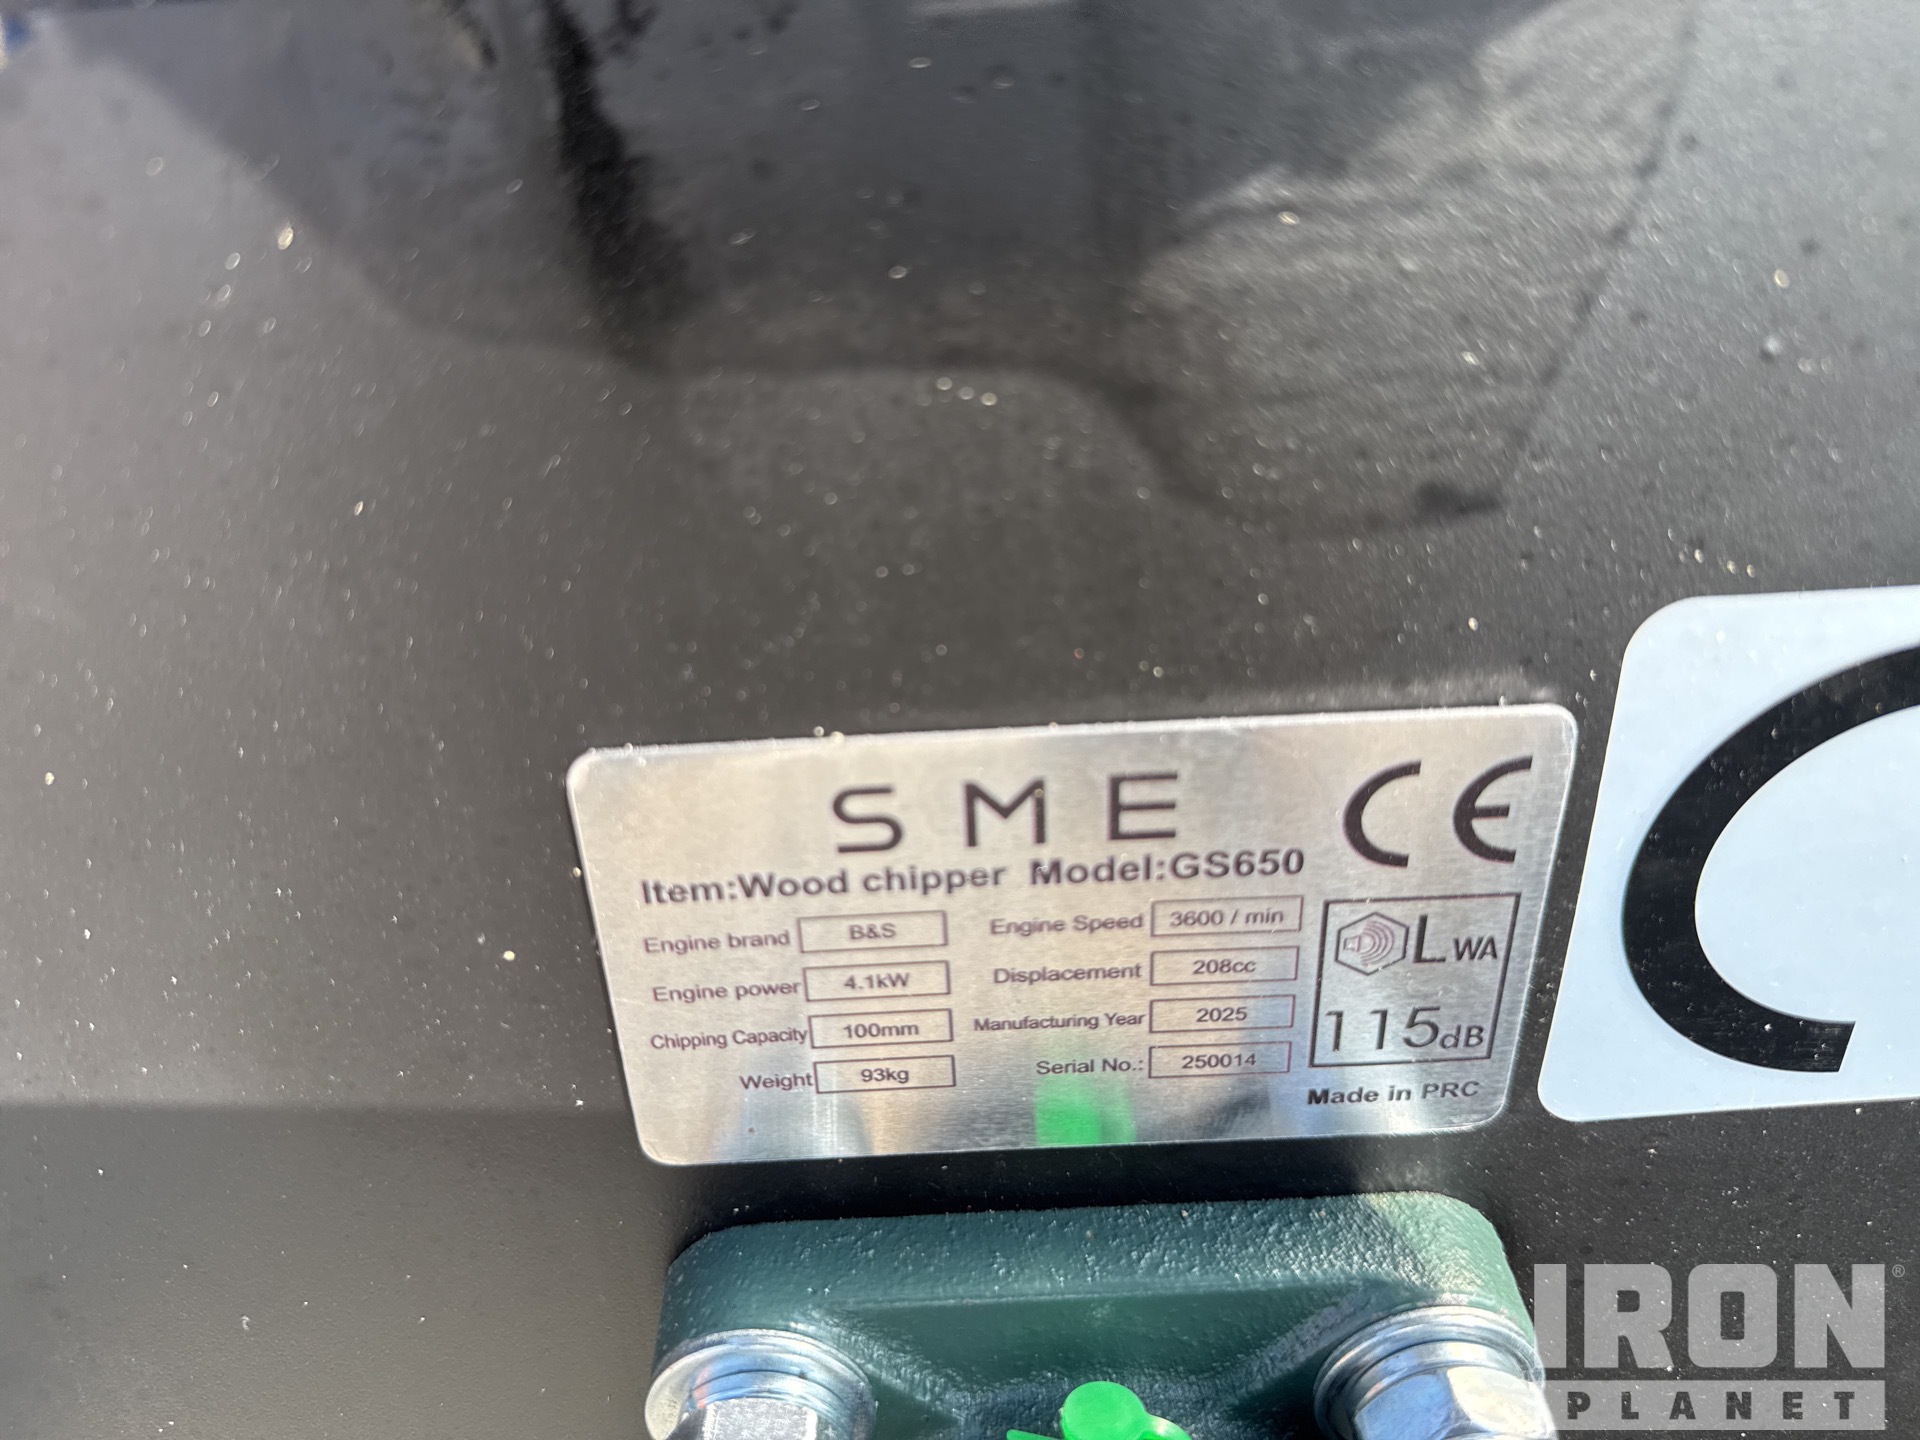 SME CE
Item:Wood chipper Model:GS650
Engine brand B&S Engine Speed 3600 / min
Engine power 4.1kW Displacement 208cc
Chipping Capacity 100mm Manufacturing Year 2025
Weight 93kg Serial No.: 250014
LWA
115dB
Made in PRC
C
IRON®
PLANET